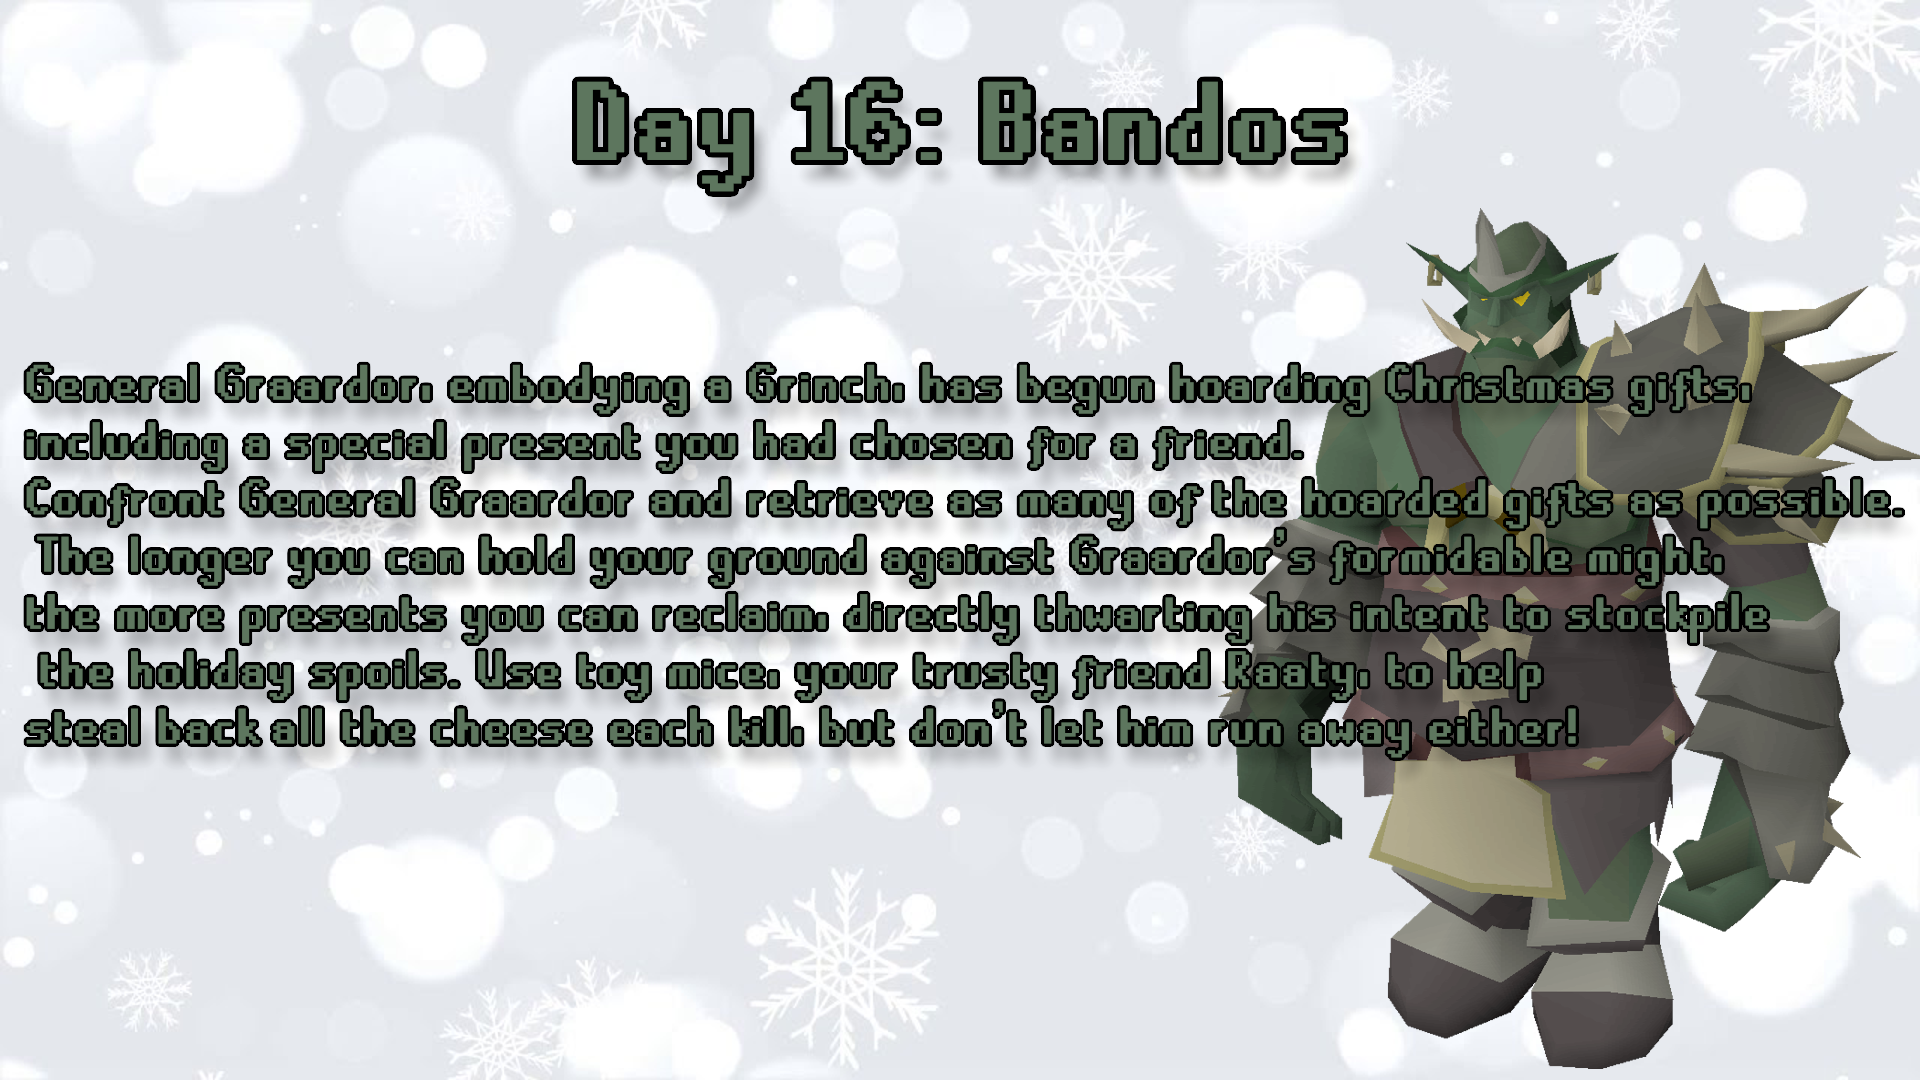 Day 16: Bandos
General Graardor, embodying a Grinch, has begun hoarding Christmas gifts,
including a special present you had chosen for a friend.
Confront General Graardor and retrieve as many of the hoarded gifts as possible.
The longer you can hold your ground against Graardor's formidable might,
the more presents you can reclaim, directly thwarting his intent to stockpile
the holiday spoils. Use toy mice, your trusty friend Raaty, to help
steal back all the cheese each kill, but don't let him run away either!